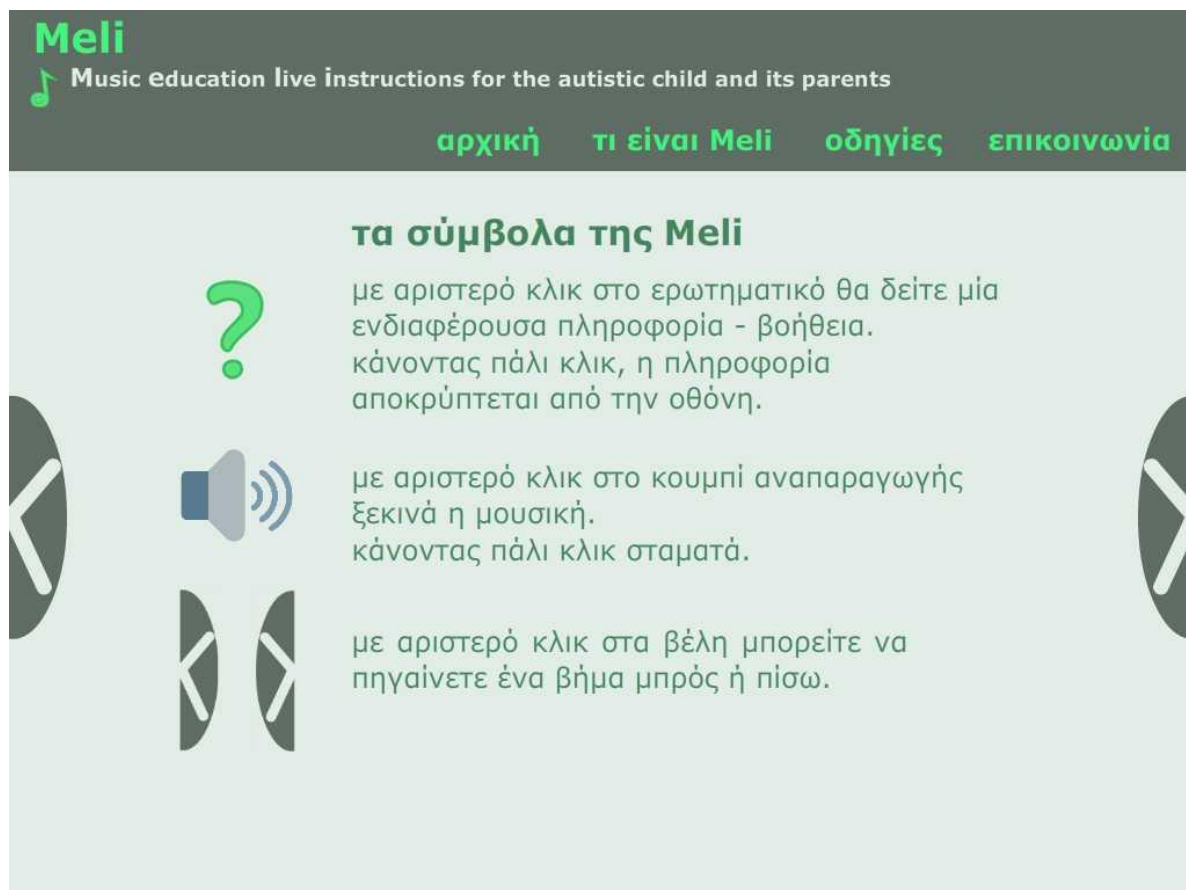 Meli
Music education live instructions for the autistic child and its parents
αρχική τι είναι Meli οδηγίες επικοινωνία
τα σύμβολα της Meli
με αριστερό κλικ στο ερωτηματικό θα δείτε μία
ενδιαφέρουσα πληροφορία - βοήθεια.
κάνοντας πάλι κλικ, η πληροφορία
αποκρύπτεται από την οθόνη.
με αριστερό κλικ στο κουμπί αναπαραγωγής
ξεκινά η μουσική.
κάνοντας πάλι κλικ σταματά.
με αριστερό κλικ στα βέλη μπορείτε να
πηγαίνετε ένα βήμα μπρός ή πίσω.